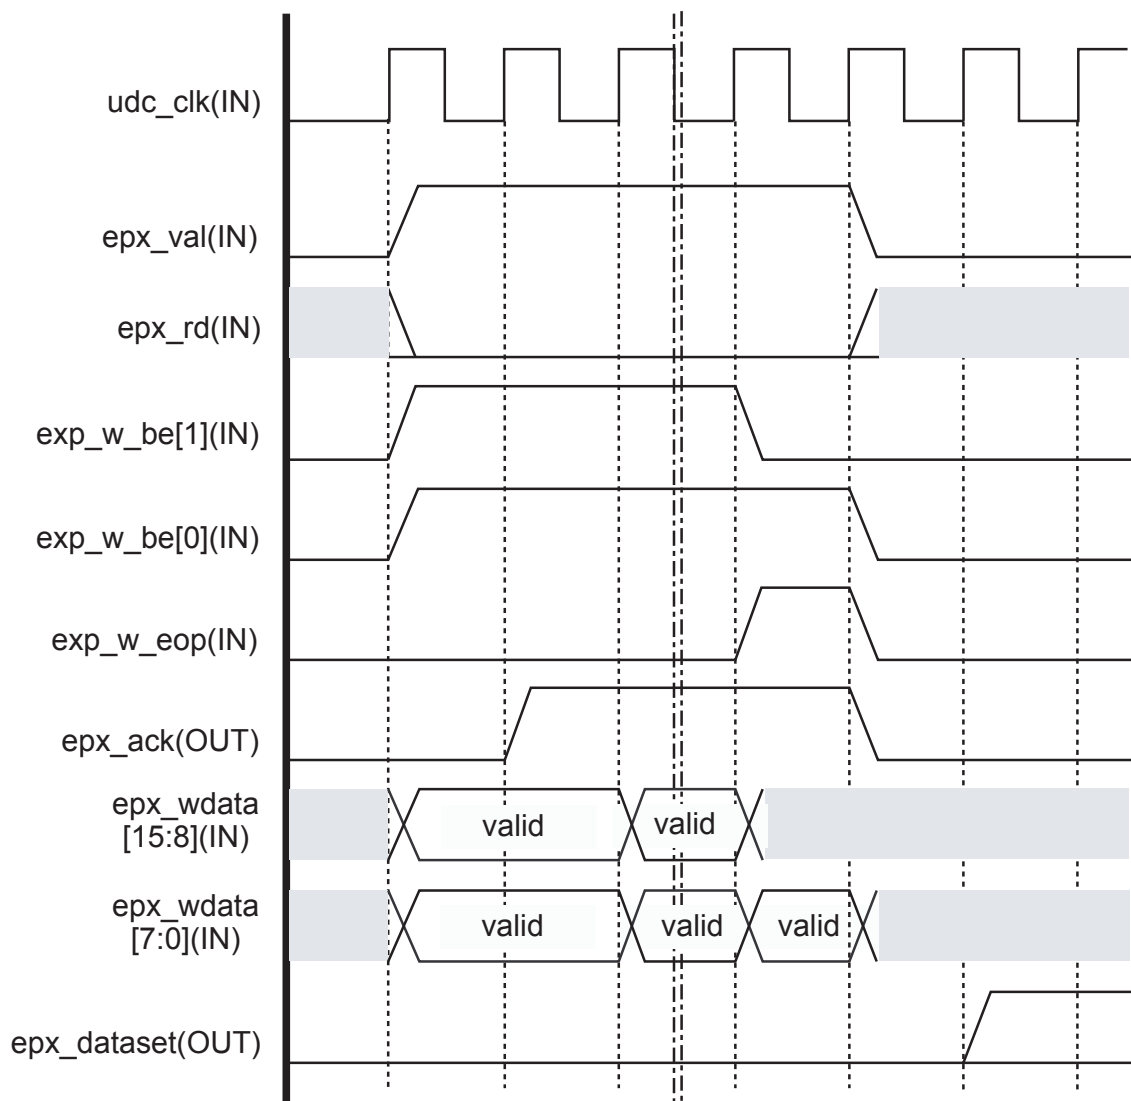 udc_clk(IN)
epx_val(IN)
epx_rd(IN)
exp_w_be[1](IN)
exp_w_be[0](IN)
exp_w_eop(IN)
epx_ack(OUT)
epx_wdata
[15:8](IN)
valid valid
epx_wdata
[7:0](IN)
valid valid valid
epx_dataset(OUT)